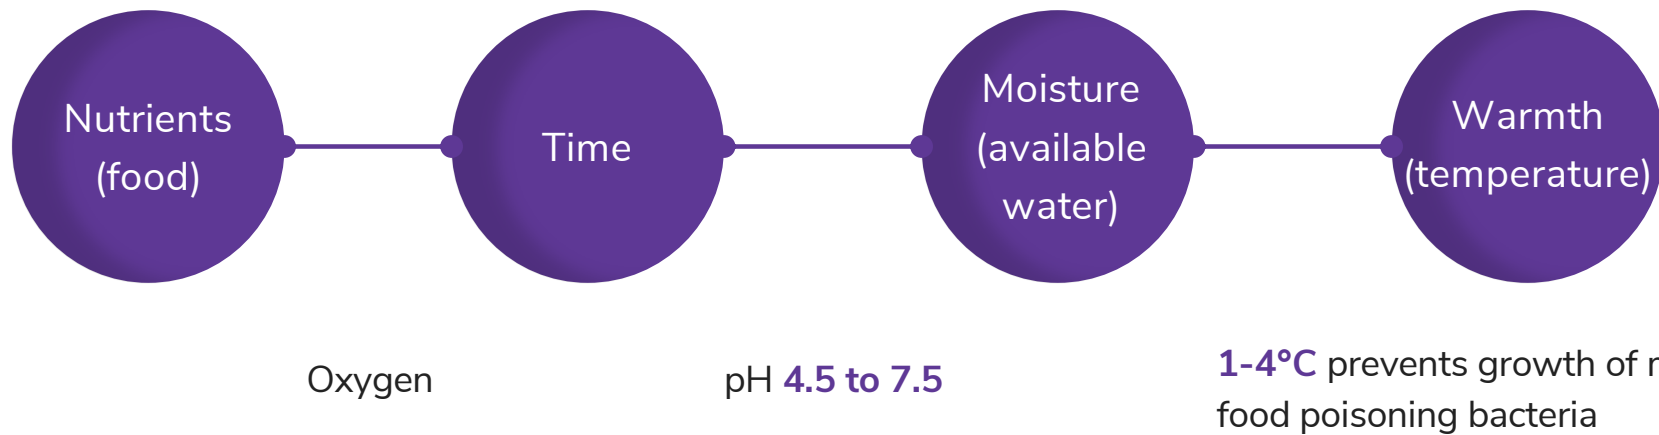 Nutrients
(food)
Time
Moisture
(available
water)
Warmth
(temperature)
Oxygen
pH 4.5 to 7.5
1-4°C prevents growth of
food poisoning bacteria